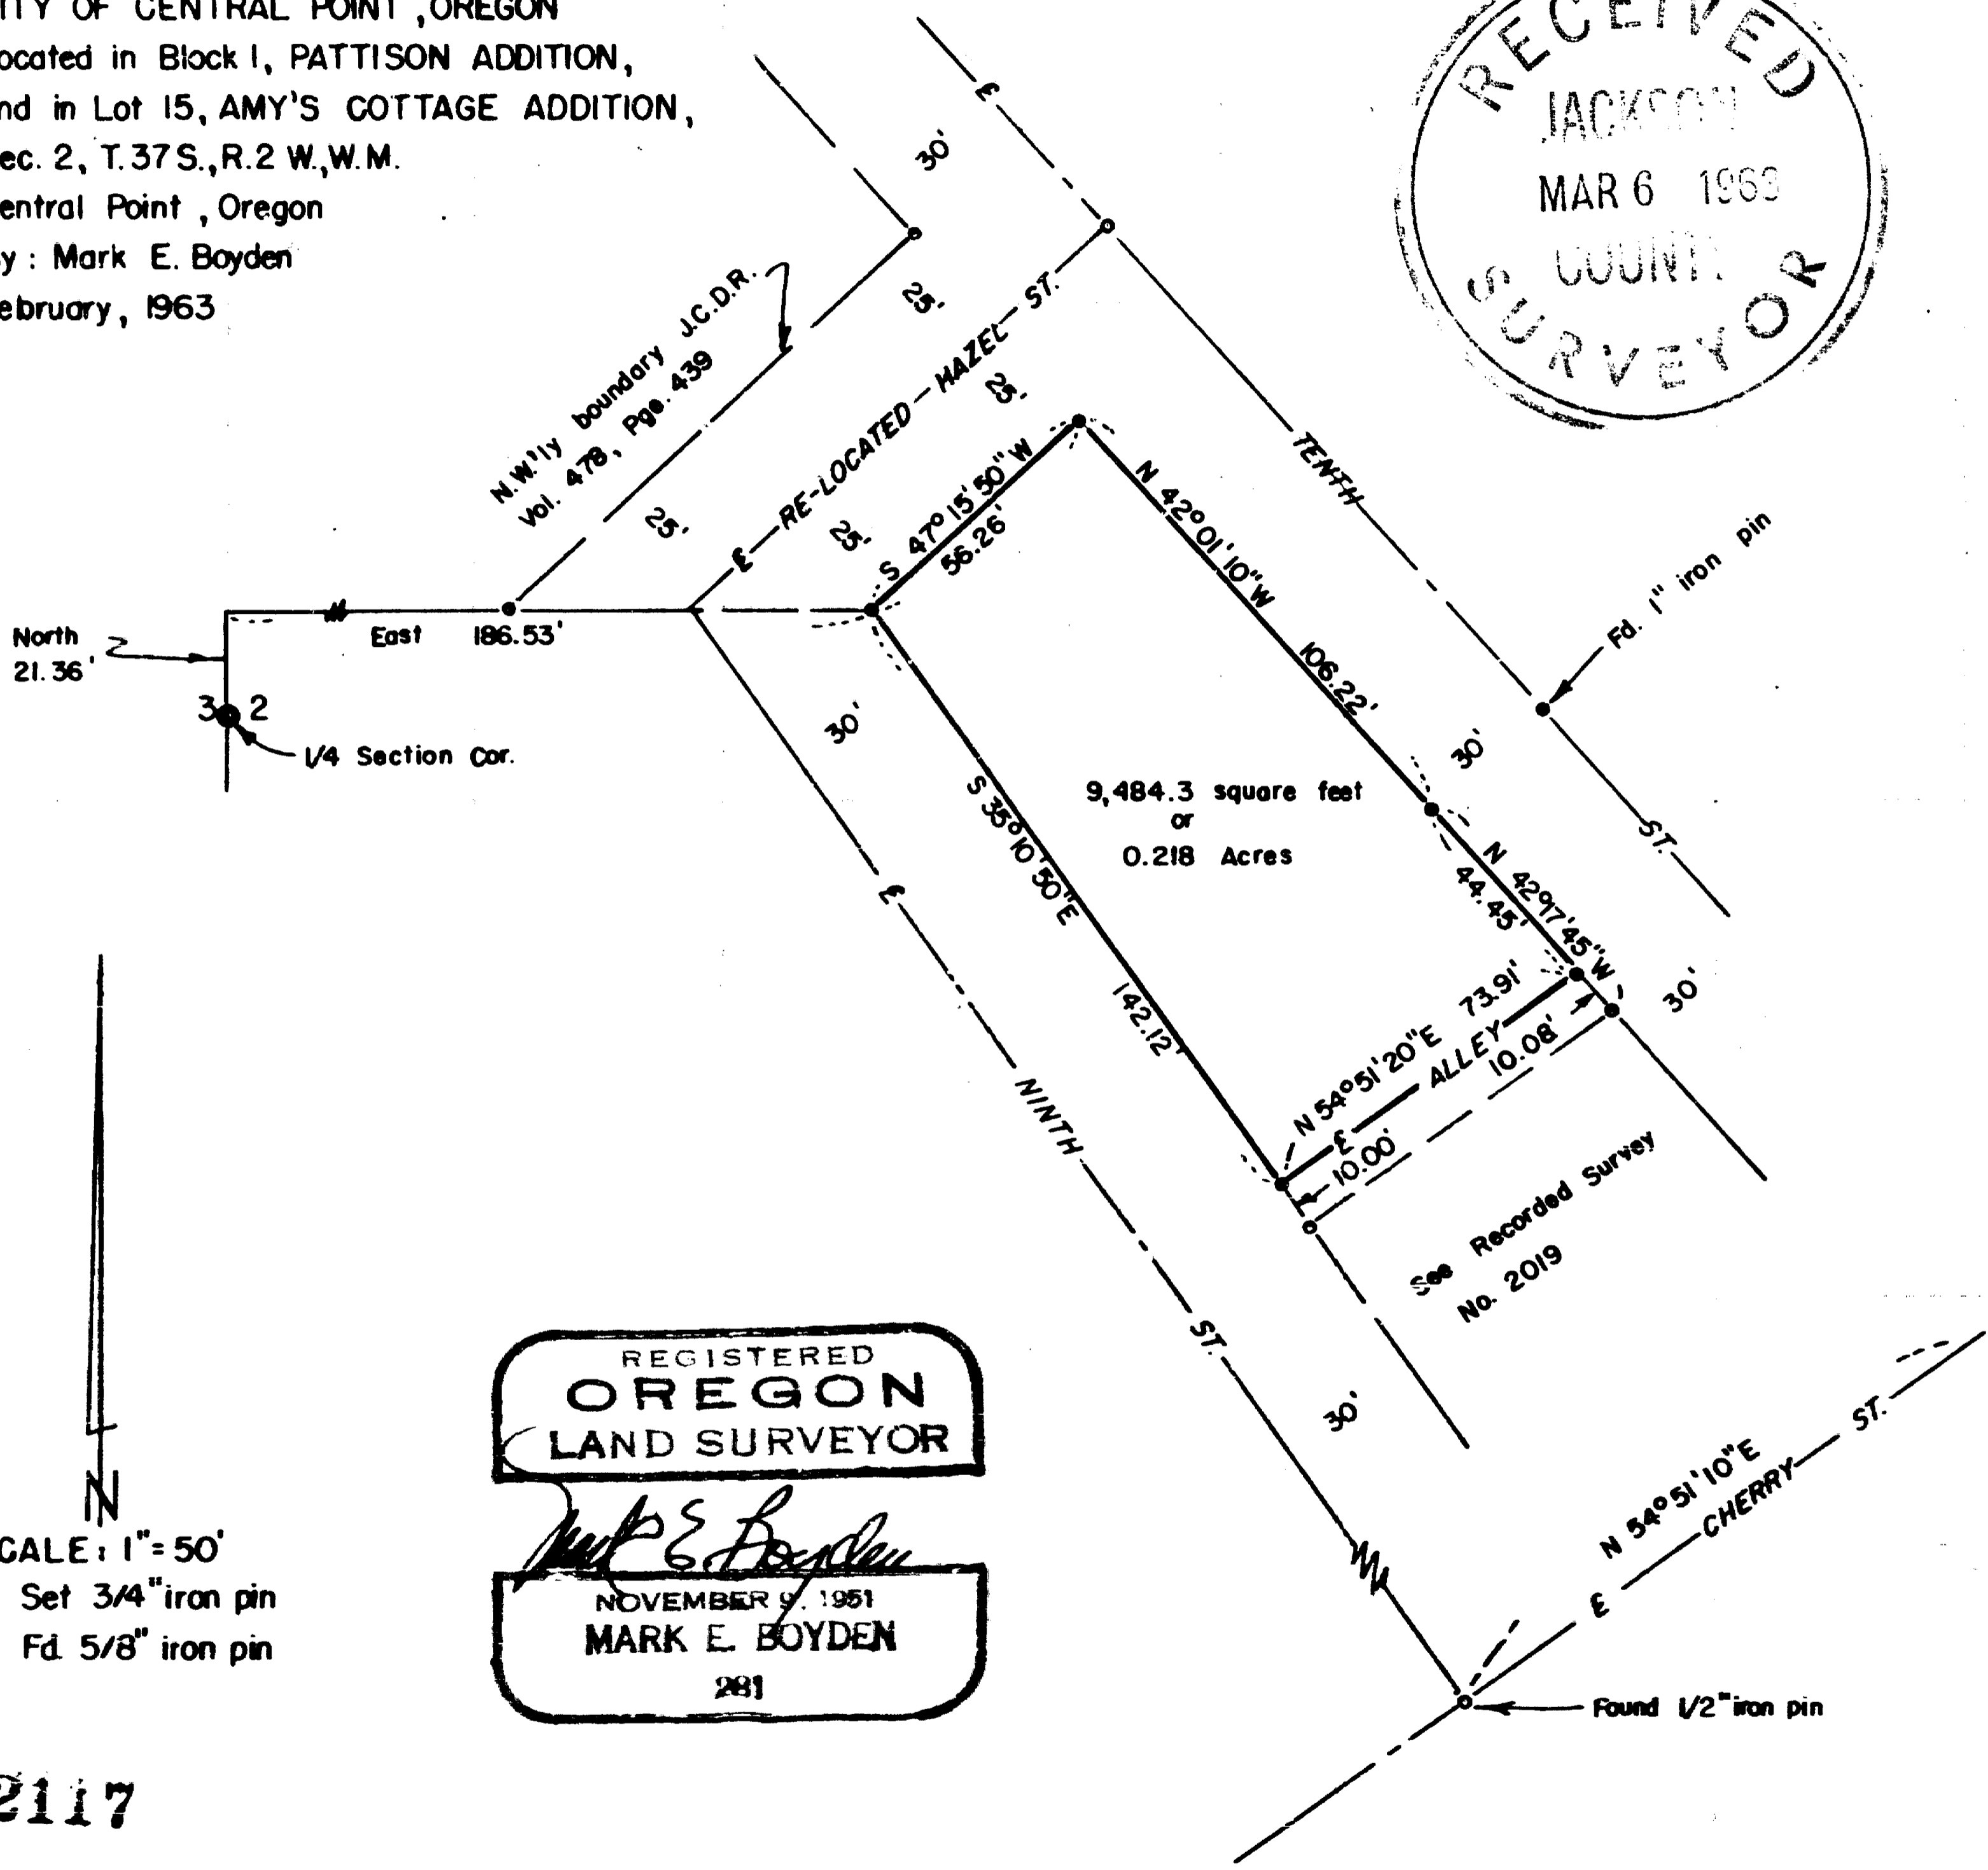 ITY OF CENTRAL POINT, OREGON
ocated in Block 1, PATTISON ADDITION,
nd in Lot 15, AMY'S COTTAGE ADDITION,
ec. 2, T.37S.,R.2 W.,W.M.
entral Point, Oregon
y: Mark E. Boyden
ebruary, 1963
RECEIVED
JACKSON
MAR 6 1963
COUNTY
SURVEYOR
30'
N.W.'ly boundary J.C.D.R.
Vol. 478, Pge. 439
25'
25'
25'
25'
℄ RE-LOCATED HAZEL ST.
℄ TENTH ST.
S 47° 15' 50" W
56.26'
N 42° 01' 10" W
106.22'
Fd. 1" iron pin
North
21.36'
East 186.53'
3 2
1/4 Section Cor.
30'
30'
9,484.3 square feet
or
0.218 Acres
S 35° 10' 50" E
142.12'
N 42° 17' 45" W
44.45'
30'
N 54° 51' 20" E 73.91'
℄ ALLEY
10.08'
10.00'
℄ NINTH ST.
See Recorded Survey
No. 2019
30'
N 54° 51' 10" E
℄ CHERRY ST.
Found 1/2" iron pin
N
CALE: 1"=50'
Set 3/4" iron pin
Fd. 5/8" iron pin
REGISTERED
OREGON
LAND SURVEYOR
Mark E. Boyden
NOVEMBER 9, 1951
MARK E. BOYDEN
281
2117